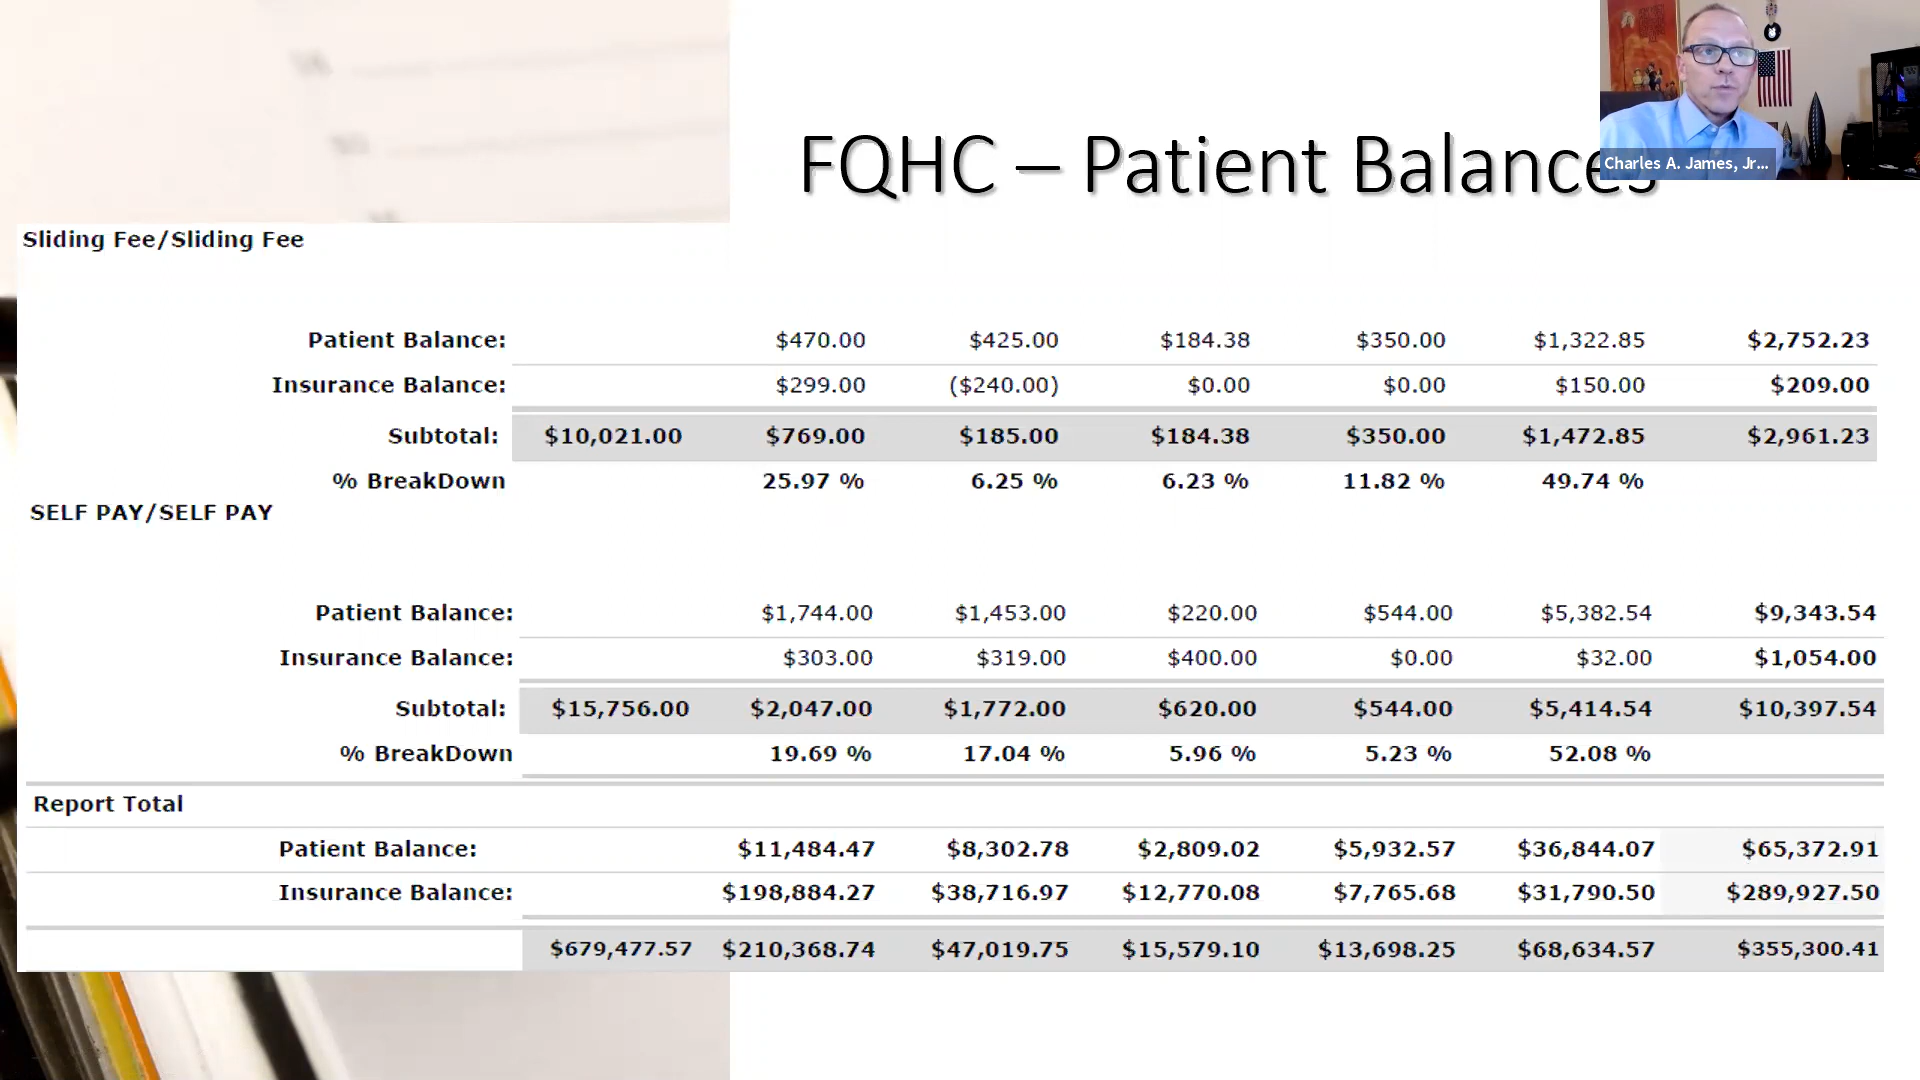 FQHC – Patient Balances
Charles A. James, Jr...
Sliding Fee/Sliding Fee
Patient Balance: $470.00 $425.00 $184.38 $350.00 $1,322.85 $2,752.23
Insurance Balance: $299.00 ($240.00) $0.00 $0.00 $150.00 $209.00
Subtotal: $10,021.00 $769.00 $185.00 $184.38 $350.00 $1,472.85 $2,961.23
% BreakDown 25.97 % 6.25 % 6.23 % 11.82 % 49.74 %
SELF PAY/SELF PAY
Patient Balance: $1,744.00 $1,453.00 $220.00 $544.00 $5,382.54 $9,343.54
Insurance Balance: $303.00 $319.00 $400.00 $0.00 $32.00 $1,054.00
Subtotal: $15,756.00 $2,047.00 $1,772.00 $620.00 $544.00 $5,414.54 $10,397.54
% BreakDown 19.69 % 17.04 % 5.96 % 5.23 % 52.08 %
Report Total
Patient Balance: $11,484.47 $8,302.78 $2,809.02 $5,932.57 $36,844.07 $65,372.91
Insurance Balance: $198,884.27 $38,716.97 $12,770.08 $7,765.68 $31,790.50 $289,927.50
$679,477.57 $210,368.74 $47,019.75 $15,579.10 $13,698.25 $68,634.57 $355,300.41